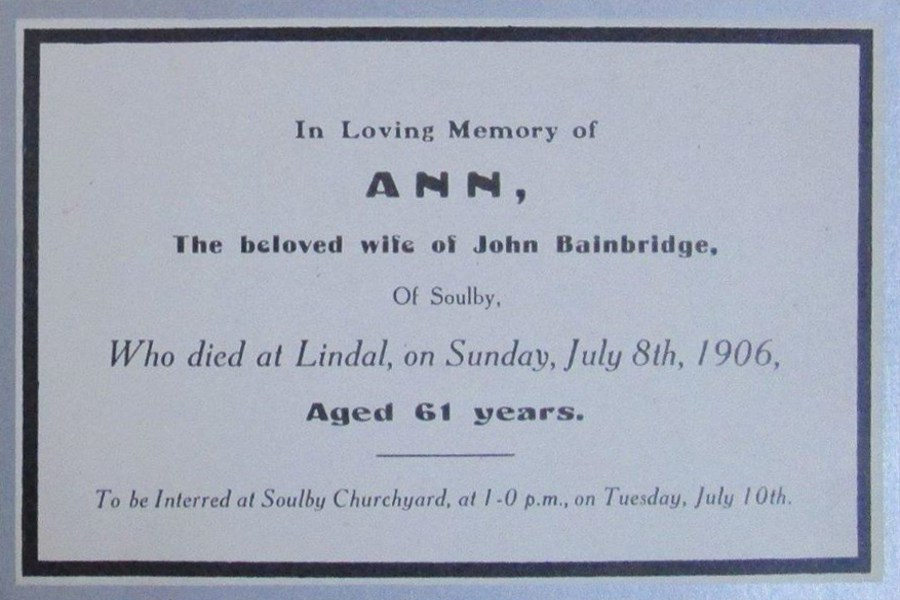 In Loving Memory of
ANN,
The beloved wife of John Bainbridge,
Of Soulby,
Who died at Lindal, on Sunday, July 8th, 1906,
Aged 61 years.
To be Interred at Soulby Churchyard, at 1-0 p.m., on Tuesday, July 10th.